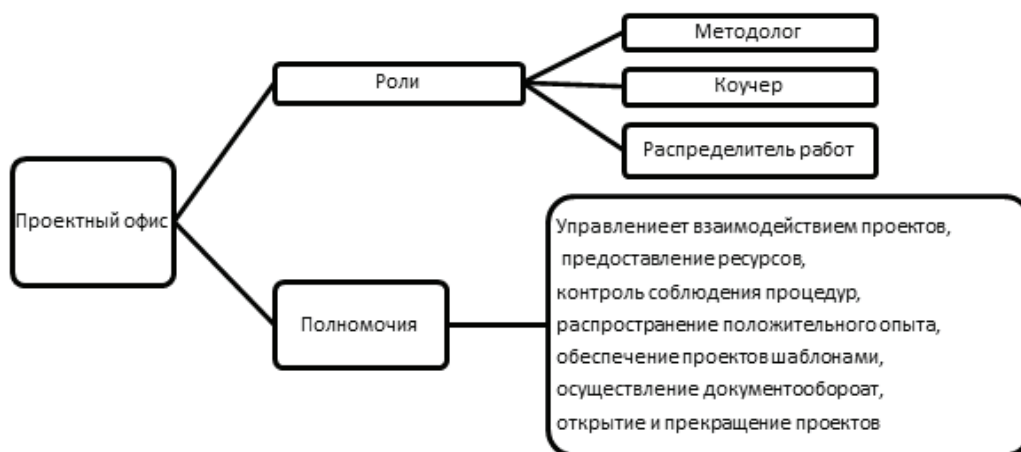 Методолог
Роли
Коучер
Распределитель работ
Проектный офис
Полномочия
Управлениеет взаимодействием проектов,
предоставление ресурсов,
контроль соблюдения процедур,
распространение положительного опыта,
обеспечение проектов шаблонами,
осуществление документообороат,
открытие и прекращение проектов